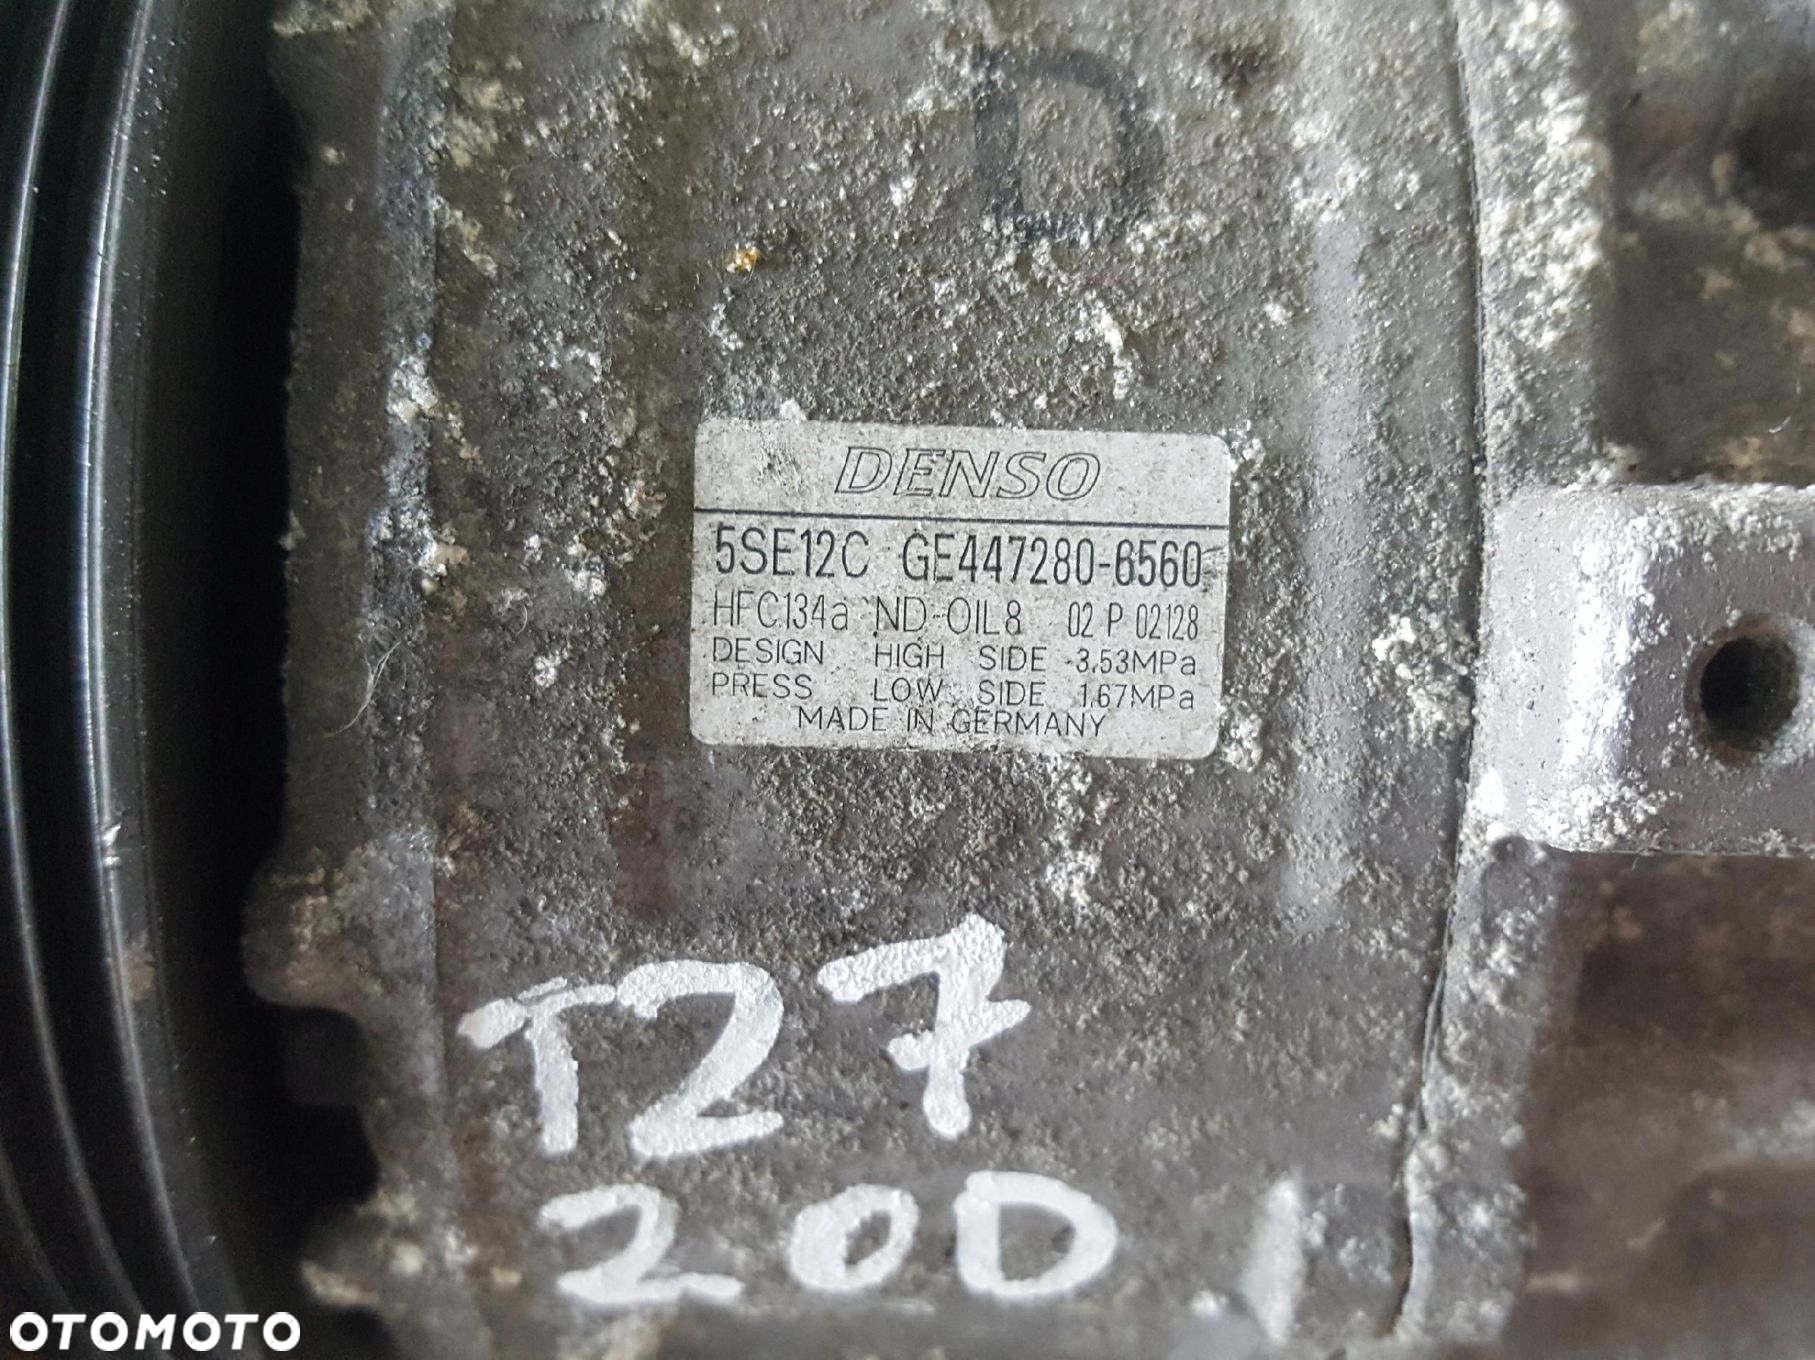 D
DENSO
5SE12C GE447280-6560
HFC134a ND-OIL8 02 P 02128
DESIGN HIGH SIDE 3.53MPa
PRESS LOW SIDE 1.67MPa
MADE IN GERMANY
T27
20D
OTOMOTO